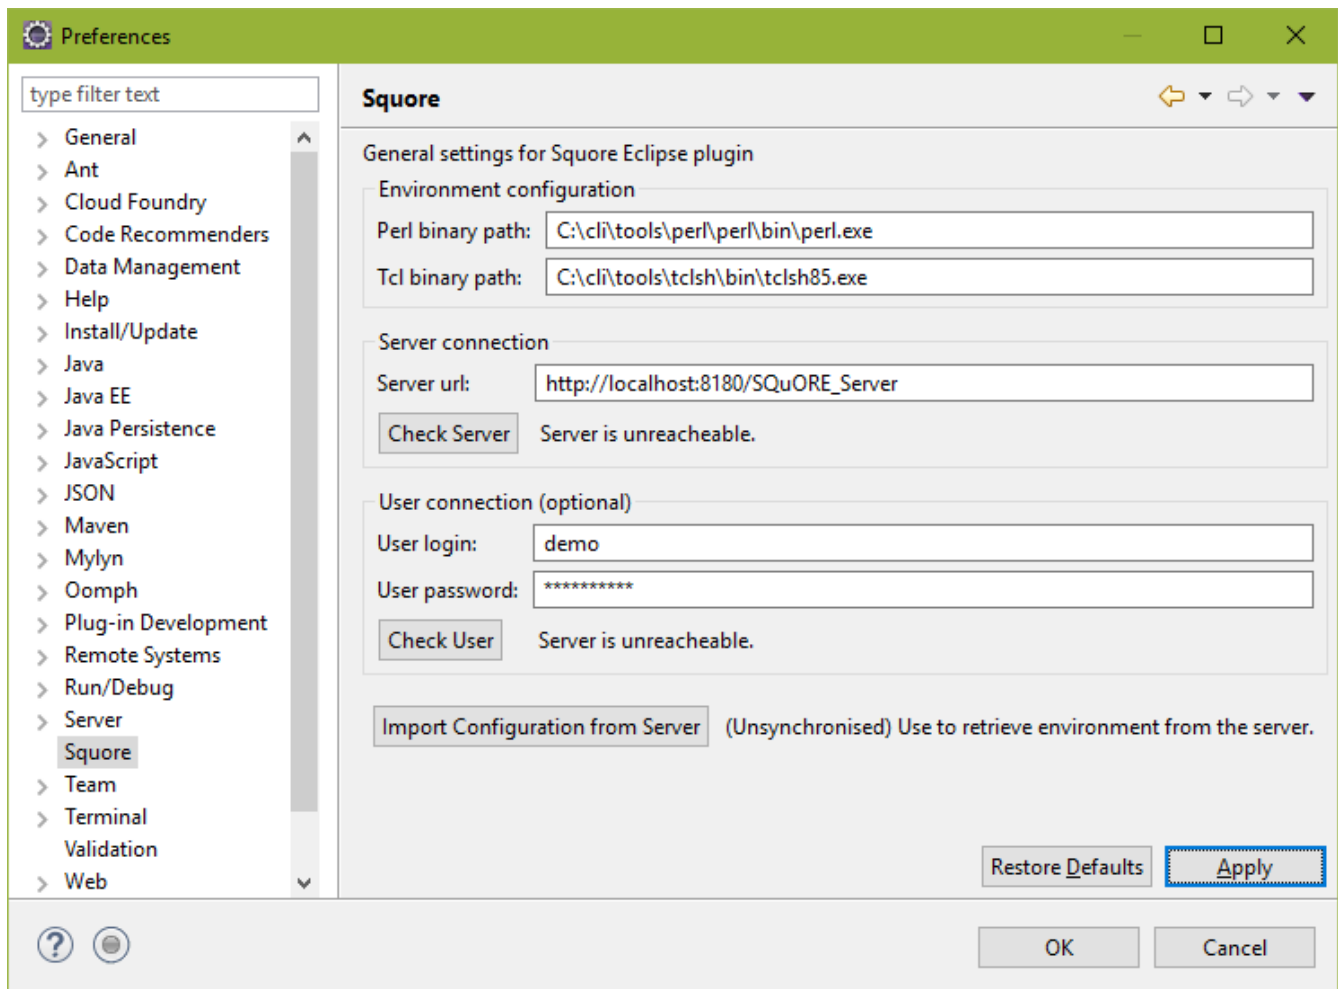 Preferences
type filter text
General
Ant
Cloud Foundry
Code Recommenders
Data Management
Help
Install/Update
Java
Java EE
Java Persistence
JavaScript
JSON
Maven
Mylyn
Oomph
Plug-in Development
Remote Systems
Run/Debug
Server
Squore
Team
Terminal
Validation
Web
Squore
General settings for Squore Eclipse plugin
Environment configuration
Perl binary path: C:\cli\tools\perl\perl\bin\perl.exe
Tcl binary path: C:\cli\tools\tclsh\bin\tclsh85.exe
Server connection
Server url: http://localhost:8180/SQuORE_Server
Check Server Server is unreacheable.
User connection (optional)
User login: demo
User password: **********
Check User Server is unreacheable.
Import Configuration from Server (Unsynchronised) Use to retrieve environment from the server.
Restore Defaults Apply
OK Cancel